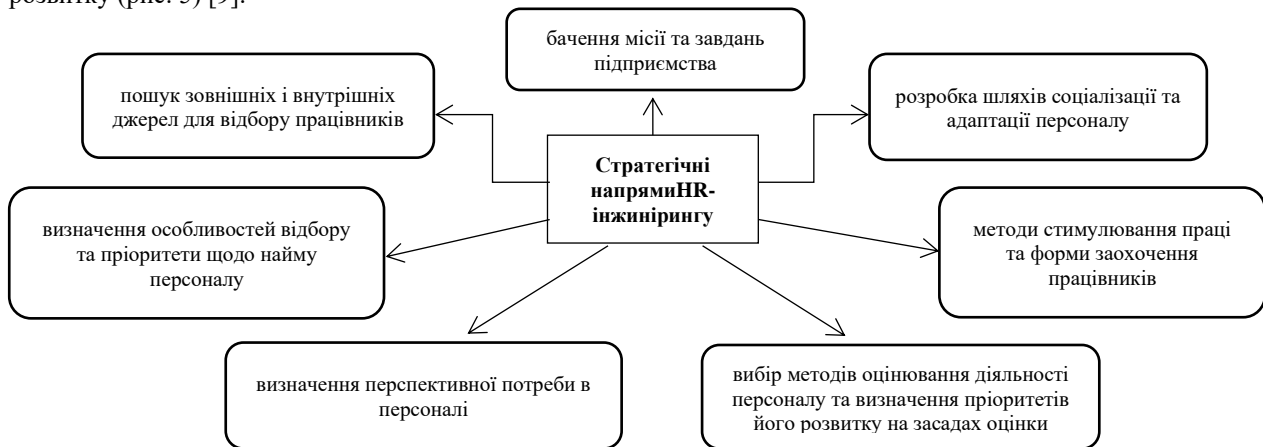 розвитку (рис. 5) [9].
бачення місії та завдань
підприємства
пошук зовнішніх і внутрішніх
джерел для відбору працівників
розробка шляхів соціалізації та
адаптації персоналу
Стратегічні
напрямиHR-
інжинірингу
визначення особливостей відбору
та пріоритети щодо найму
персоналу
методи стимулювання праці
та форми заохочення
працівників
визначення перспективної потреби в
персоналі
вибір методів оцінювання діяльності
персоналу та визначення пріоритетів
його розвитку на засадах оцінки